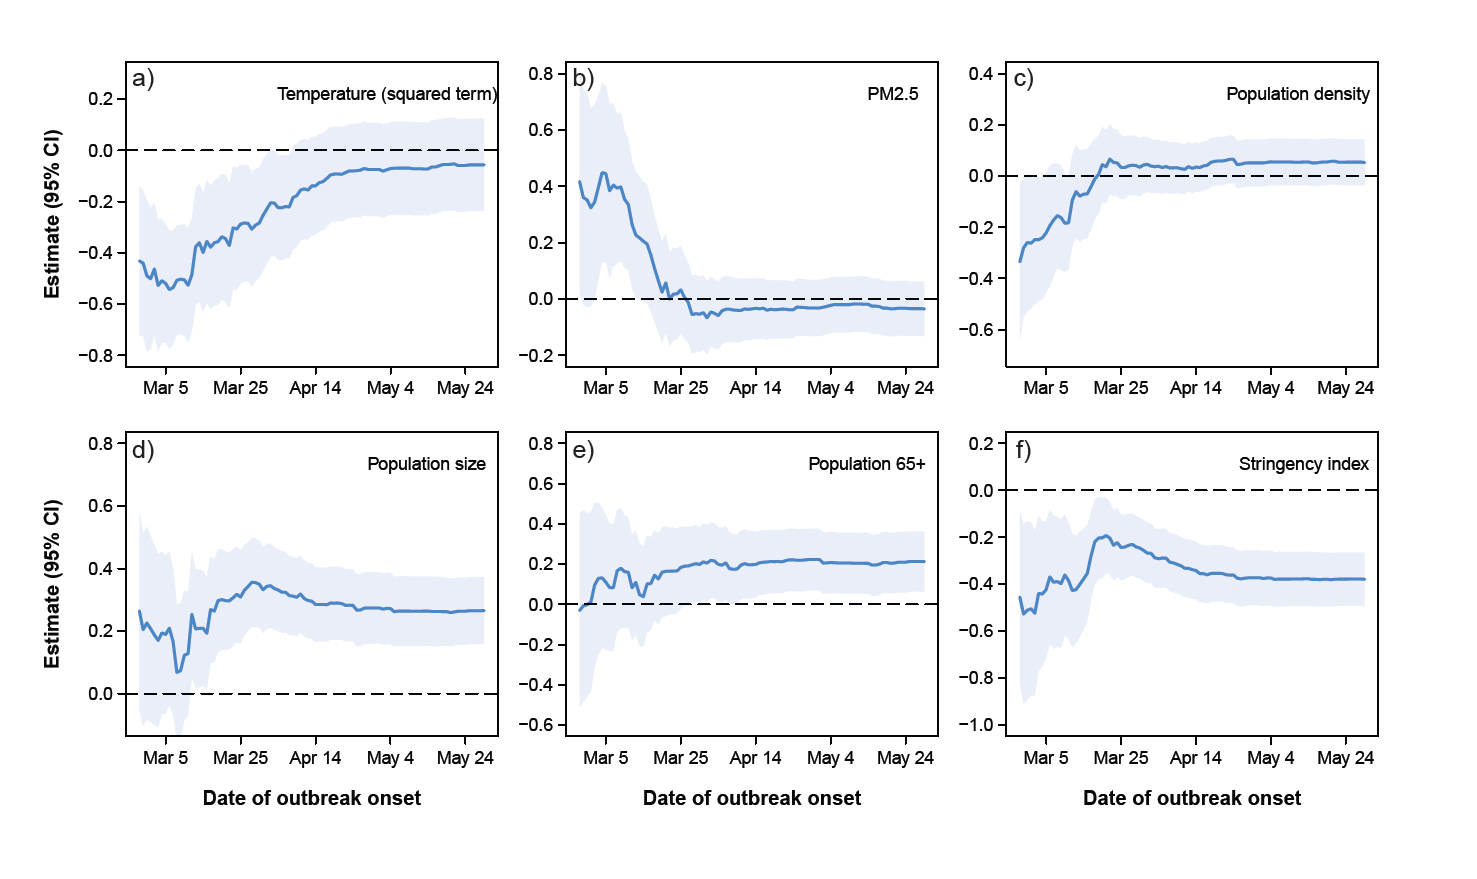 a)
Temperature (squared term)
0.2
0.0
−0.2
−0.4
−0.6
−0.8
Estimate (95% CI)
Mar 5 Mar 25 Apr 14 May 4 May 24
b)
PM2.5
0.8
0.6
0.4
0.2
0.0
−0.2
Mar 5 Mar 25 Apr 14 May 4 May 24
c)
Population density
0.4
0.2
0.0
−0.2
−0.4
−0.6
Mar 5 Mar 25 Apr 14 May 4 May 24
d)
Population size
0.8
0.6
0.4
0.2
0.0
Estimate (95% CI)
Mar 5 Mar 25 Apr 14 May 4 May 24
Date of outbreak onset
e)
Population 65+
0.8
0.6
0.4
0.2
0.0
−0.2
−0.4
−0.6
Mar 5 Mar 25 Apr 14 May 4 May 24
Date of outbreak onset
f)
Stringency index
0.2
0.0
−0.2
−0.4
−0.6
−0.8
−1.0
Mar 5 Mar 25 Apr 14 May 4 May 24
Date of outbreak onset